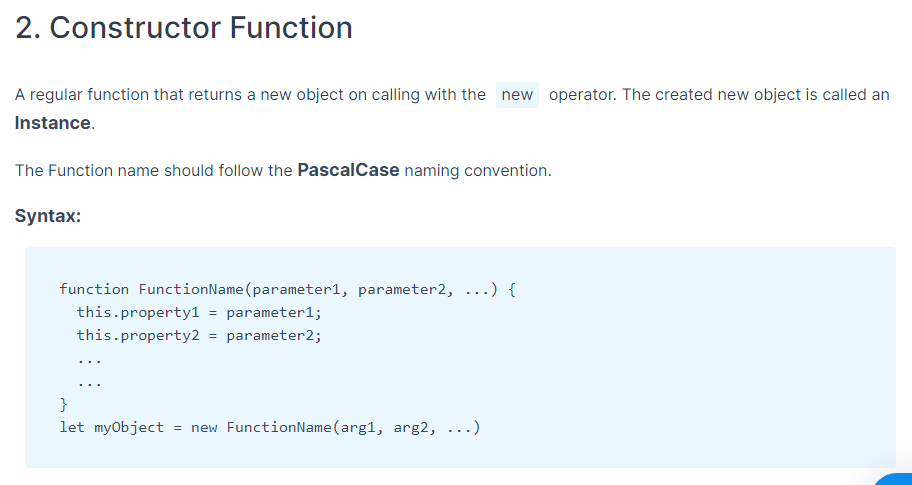 2. Constructor Function
A regular function that returns a new object on calling with the new operator. The created new object is called an
Instance.
The Function name should follow the PascalCase naming convention.
Syntax:
function FunctionName(parameter1, parameter2, ...) {
  this.property1 = parameter1;
  this.property2 = parameter2;
  ...
  ...
}
let myObject = new FunctionName(arg1, arg2, ...)